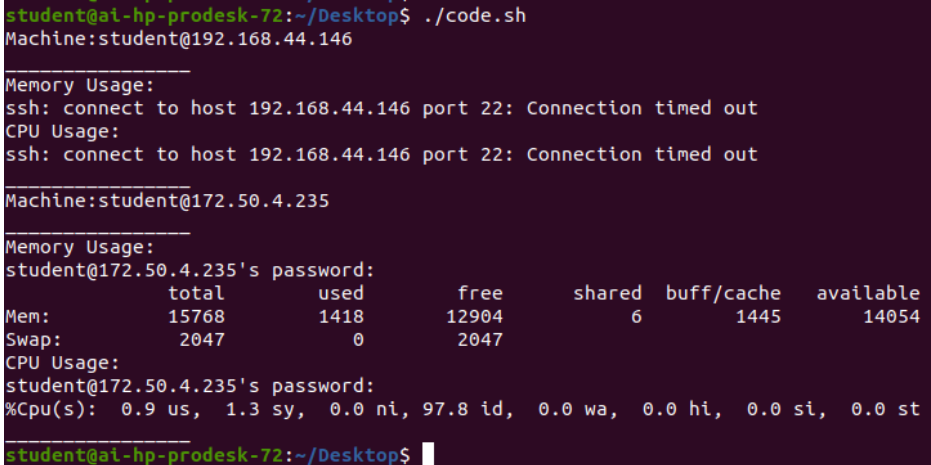 student@ai-hp-prodesk-72:~/Desktop$ ./code.sh
Machine:student@192.168.44.146
________________
Memory Usage:
ssh: connect to host 192.168.44.146 port 22: Connection timed out
CPU Usage:
ssh: connect to host 192.168.44.146 port 22: Connection timed out
________________
Machine:student@172.50.4.235
________________
Memory Usage:
student@172.50.4.235's password:
              total        used        free      shared  buff/cache   available
Mem:          15768        1418       12904           6        1445       14054
Swap:          2047           0        2047
CPU Usage:
student@172.50.4.235's password:
%Cpu(s):  0.9 us,  1.3 sy,  0.0 ni, 97.8 id,  0.0 wa,  0.0 hi,  0.0 si,  0.0 st
________________
student@ai-hp-prodesk-72:~/Desktop$